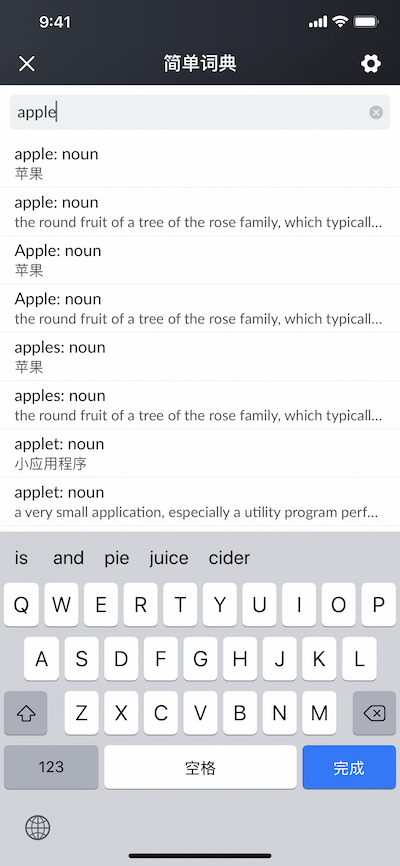 9:41
简单词典
apple
apple: noun
苹果
apple: noun
the round fruit of a tree of the rose family, which typicall...
Apple: noun
苹果
Apple: noun
the round fruit of a tree of the rose family, which typicall...
apples: noun
苹果
apples: noun
the round fruit of a tree of the rose family, which typicall...
applet: noun
小应用程序
applet: noun
a very small application, especially a utility program perf...
is and pie juice cider
Q W E R T Y U I O P
A S D F G H J K L
Z X C V B N M
123 空格 完成